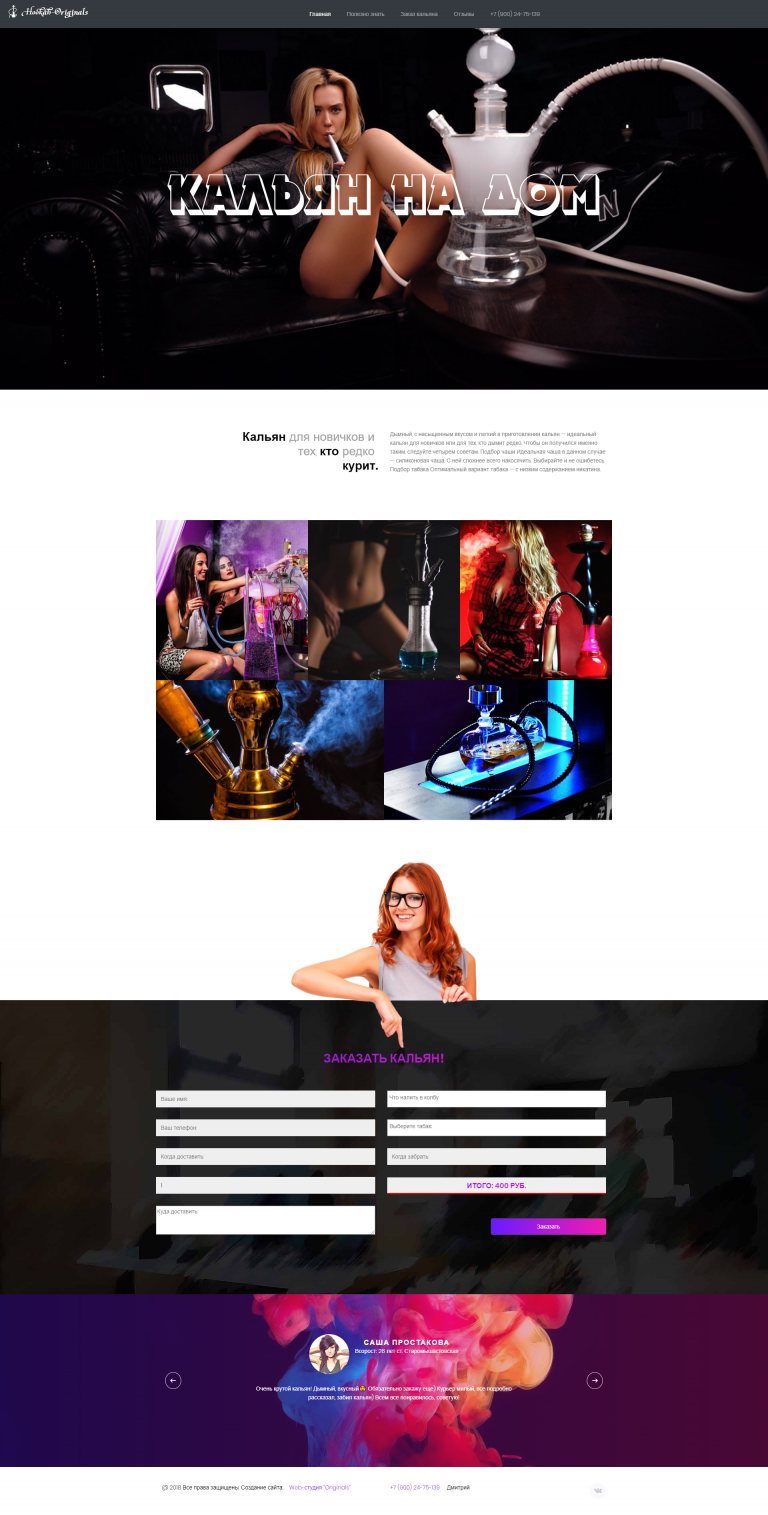 Hookah-Originals
Главная Полезно знать Заказ кальяна Отзывы +7 (900) 24-75-139
КАЛЬЯН НА ДОМ
Кальян для новичков и
тех, кто редко
курит.
Дымный, с насыщенным вкусом и легкий в приготовлении кальян — идеальный
кальян для новичков или для тех, кто дымит редко. Чтобы он получился именно
таким, следуйте четырем советам. Подбор чаши Идеальная чаша в данном случае
— силиконовая чаша. С ней сложнее всего накосячить. Выбирайте и не ошибетесь.
Подбор табака Оптимальный вариант табака — с низким содержанием никотина.
ЗАКАЗАТЬ КАЛЬЯН!
Ваше имя:
Что налить в колбу
Ваш телефон:
Выберите табак:
Когда доставить:
Когда забрать:
1
ИТОГО: 400 РУБ.
Куда доставить:
Заказать
САША ПРОСТАКОВА
Возраст: 26 лет ст. Старомышастовская
Очень крутой кальян! Дымный, вкусный Обязательно закажу еще) Курьер милый, все подробно
рассказал, забил кальян) Всем все понравилось, советую!
@ 2018 Все права защищены. Создание сайта: Web-студия "Originals" +7 (900) 24-75-139 Дмитрий